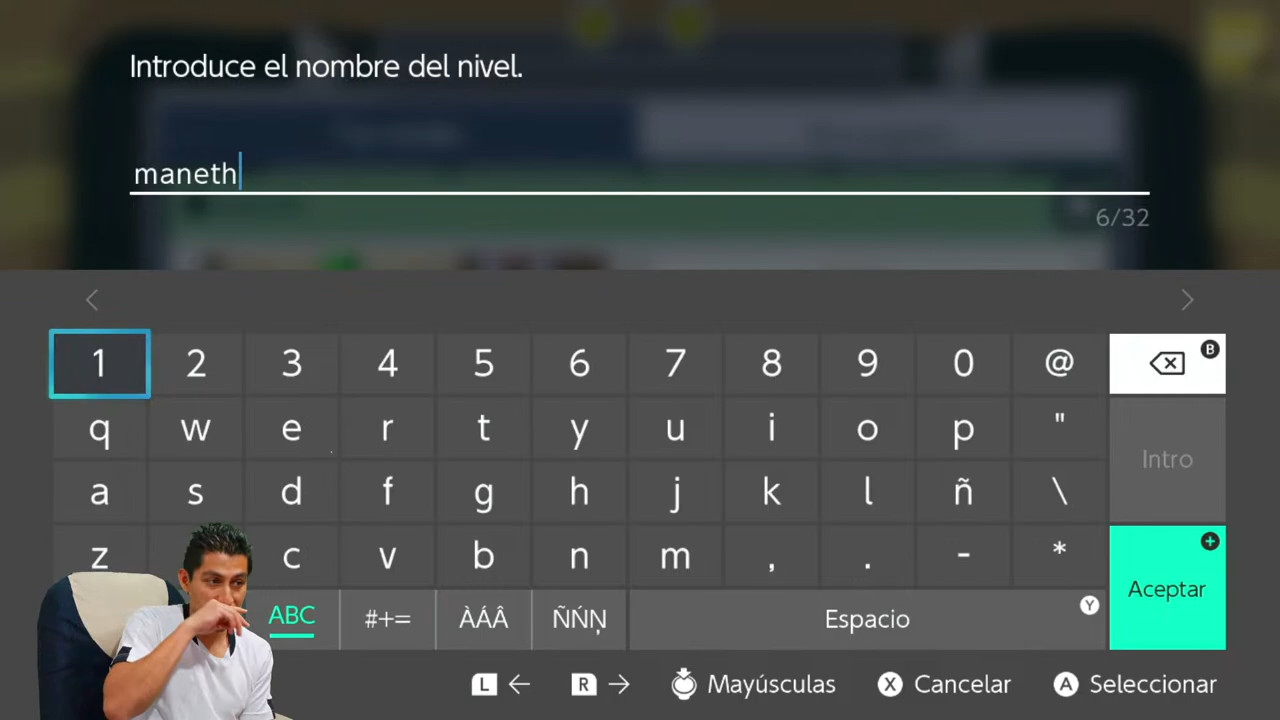 Introduce el nombre del nivel.
maneth
6/32
1 2 3 4 5 6 7 8 9 0 @ B
q w e r t y u i o p "
a s d f g h j k l ñ \ Intro
z c v b n m , . - * +
ABC #+= ÀÁÂ ÑŃŅ Espacio Y Aceptar
L ← R → Mayúsculas X Cancelar A Seleccionar